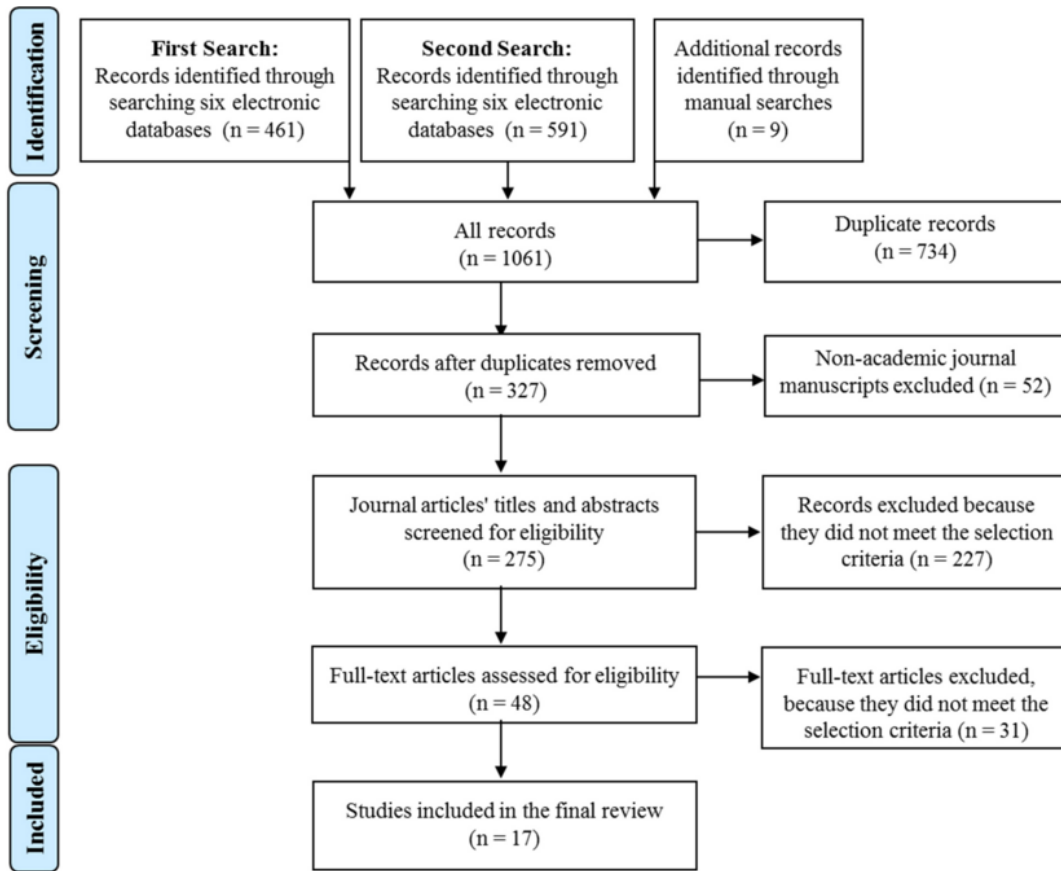 Identification
First Search:
Records identified through
searching six electronic
databases (n = 461)
Second Search:
Records identified through
searching six electronic
databases (n = 591)
Additional records
identified through
manual searches
(n = 9)
Screening
All records
(n = 1061)
Duplicate records
(n = 734)
Records after duplicates removed
(n = 327)
Non-academic journal
manuscripts excluded (n = 52)
Eligibility
Journal articles' titles and abstracts
screened for eligibility
(n = 275)
Records excluded because
they did not meet the selection
criteria (n = 227)
Full-text articles assessed for eligibility
(n = 48)
Full-text articles excluded,
because they did not meet the
selection criteria (n = 31)
Included
Studies included in the final review
(n = 17)